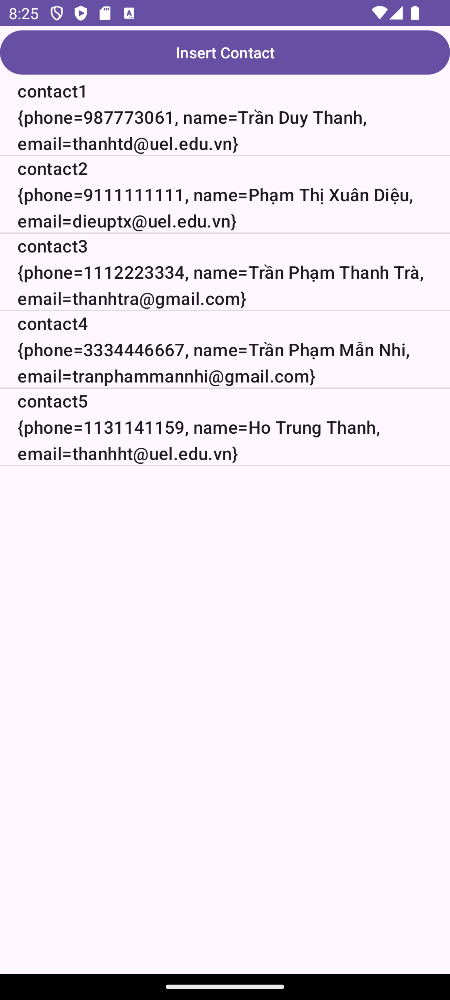 8:25
Insert Contact
contact1
{phone=987773061, name=Trần Duy Thanh,
email=thanhtd@uel.edu.vn}
contact2
{phone=9111111111, name=Phạm Thị Xuân Diệu,
email=dieuptx@uel.edu.vn}
contact3
{phone=1112223334, name=Trần Phạm Thanh Trà,
email=thanhtra@gmail.com}
contact4
{phone=3334446667, name=Trần Phạm Mẫn Nhi,
email=tranphammannhi@gmail.com}
contact5
{phone=1131141159, name=Ho Trung Thanh,
email=thanhht@uel.edu.vn}